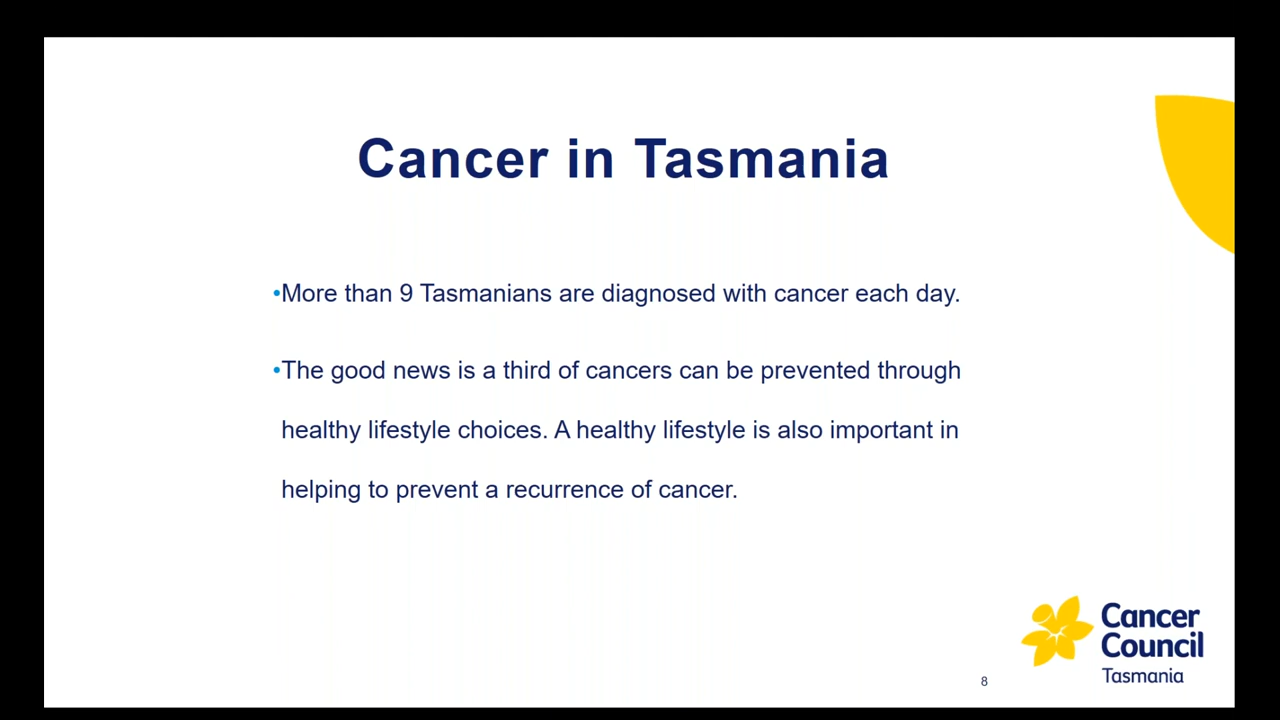 Cancer in Tasmania
•More than 9 Tasmanians are diagnosed with cancer each day.
•The good news is a third of cancers can be prevented through
healthy lifestyle choices. A healthy lifestyle is also important in
helping to prevent a recurrence of cancer.
Cancer
Council
Tasmania
8